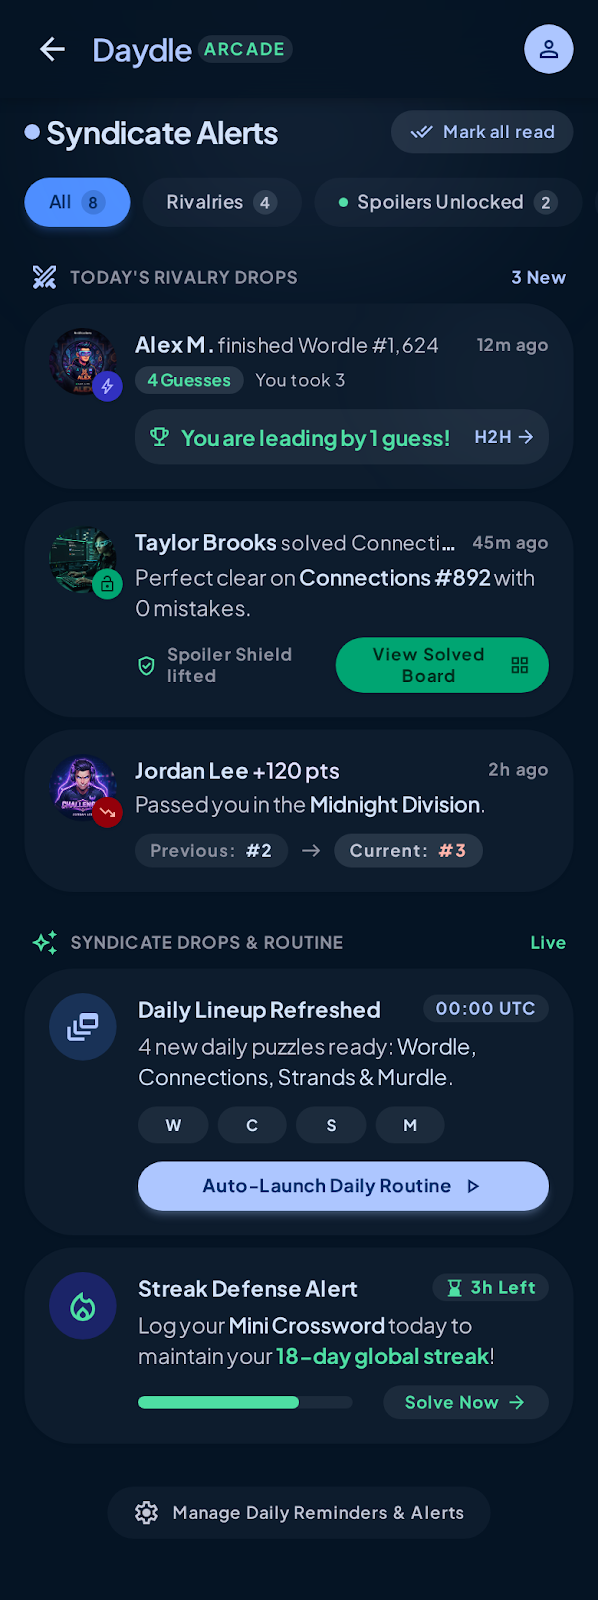 Daydle ARCADE
Syndicate Alerts
Mark all read
All 8
Rivalries 4
Spoilers Unlocked 2
TODAY'S RIVALRY DROPS
3 New
Alex M. finished Wordle #1,624
12m ago
4 Guesses
You took 3
You are leading by 1 guess!
H2H
ALEX
Taylor Brooks solved Connecti...
45m ago
Perfect clear on Connections #892 with
0 mistakes.
Spoiler Shield
lifted
View Solved
Board
Jordan Lee +120 pts
2h ago
Passed you in the Midnight Division.
Previous: #2
Current: #3
SYNDICATE DROPS & ROUTINE
Live
Daily Lineup Refreshed
00:00 UTC
4 new daily puzzles ready: Wordle,
Connections, Strands & Murdle.
W
C
S
M
Auto-Launch Daily Routine
Streak Defense Alert
3h Left
Log your Mini Crossword today to
maintain your 18-day global streak!
Solve Now
Manage Daily Reminders & Alerts